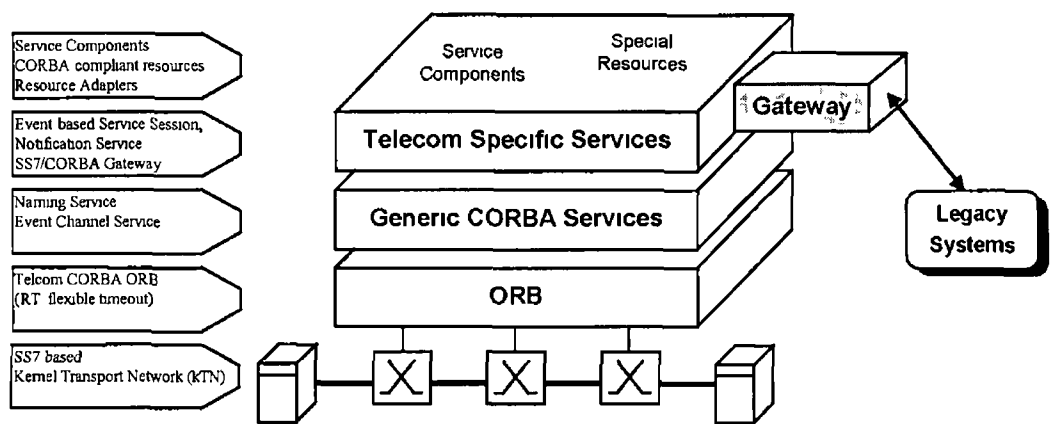 Service Components
CORBA compliant resources
Resource Adapters
Service
Components
Special
Resources
Gateway
Event based Service Session,
Notification Service
SS7/CORBA Gateway
Telecom Specific Services
Naming Service
Event Channel Service
Generic CORBA Services
Legacy
Systems
Telcom CORBA ORB
(RT flexible timeout)
ORB
SS7 based
Kernel Transport Network (kTN)